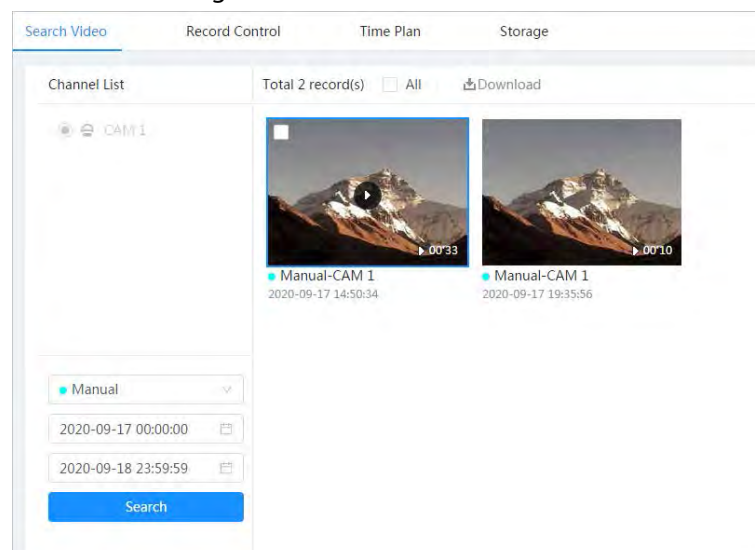 Search Video Record Control Time Plan Storage
Channel List Total 2 record(s) All Download
CAM 1
00'33 00'10
Manual-CAM 1 Manual-CAM 1
2020-09-17 14:50:34 2020-09-17 19:35:56
Manual
2020-09-17 00:00:00
2020-09-18 23:59:59
Search